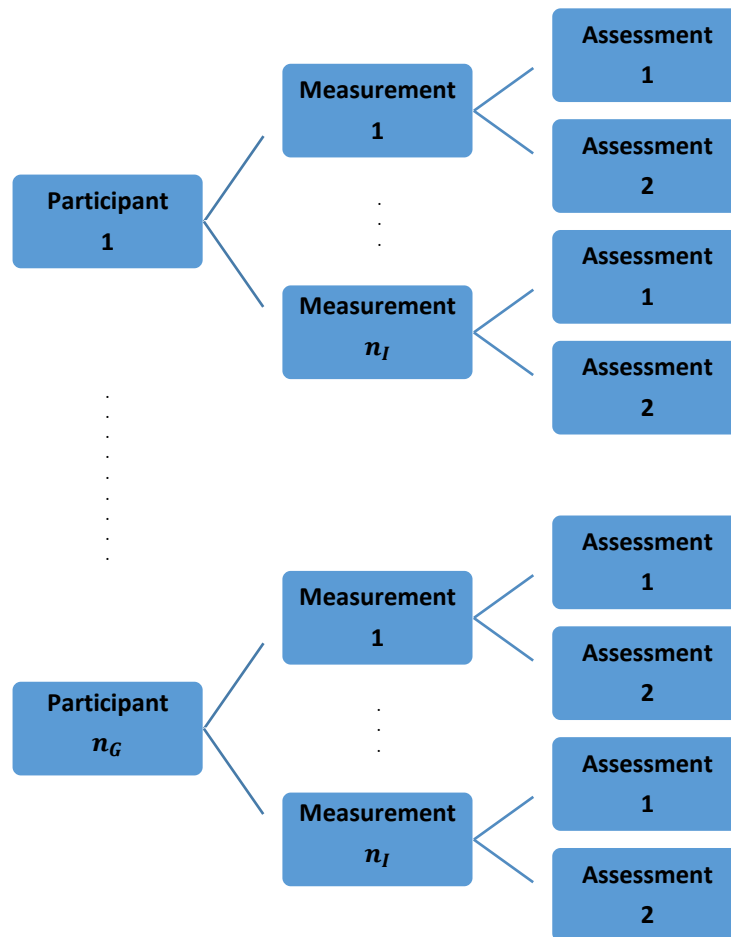 Assessment
1
Measurement
1
Assessment
2
Participant
1
Assessment
1
Measurement
n_I
Assessment
2
Assessment
1
Measurement
1
Assessment
2
Participant
n_G
Assessment
1
Measurement
n_I
Assessment
2